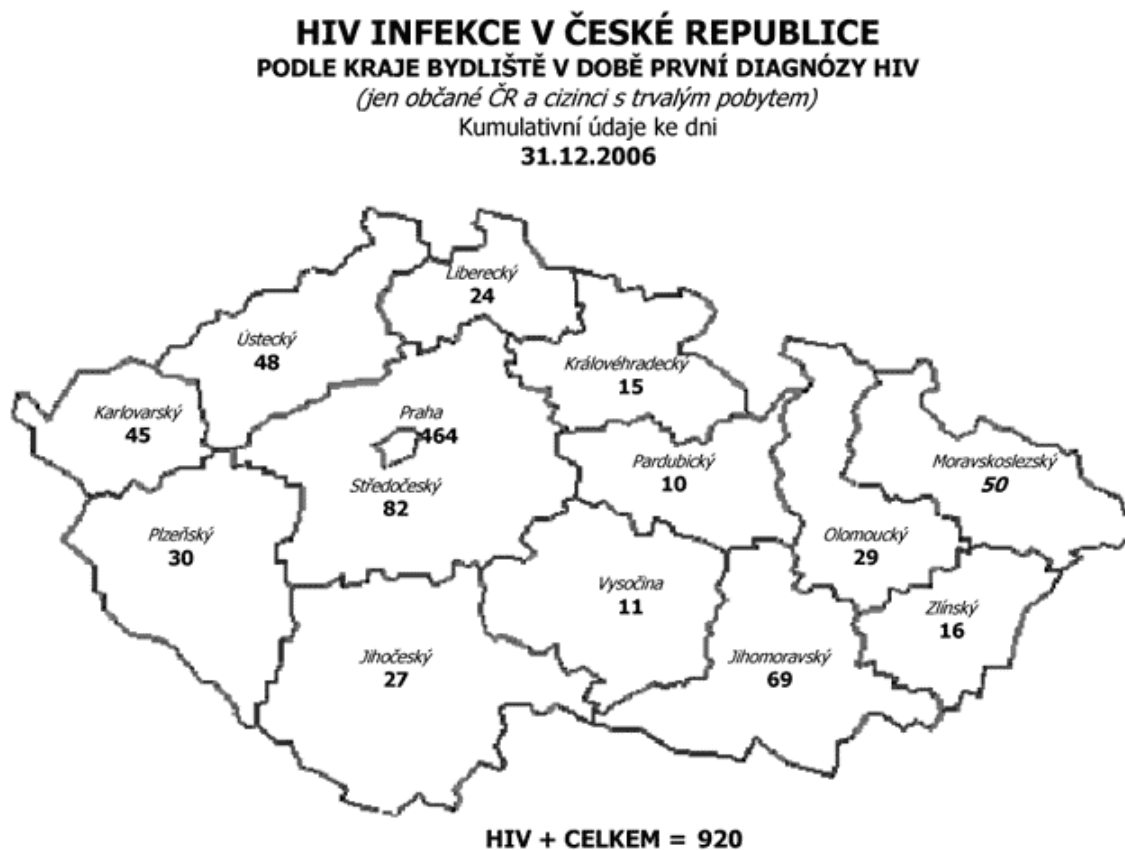 HIV INFEKCE V ČESKÉ REPUBLICE
PODLE KRAJE BYDLIŠTĚ V DOBĚ PRVNÍ DIAGNÓZY HIV
(jen občané ČR a cizinci s trvalým pobytem)
Kumulativní údaje ke dni
31.12.2006
Liberecký
24
Ústecký
48
Královéhradecký
15
Karlovarský
45
Praha
464
Středočeský
82
Pardubický
10
Moravskoslezský
50
Plzeňský
30
Olomoucký
29
Vysočina
11
Zlínský
16
Jihočeský
27
Jihomoravský
69
HIV + CELKEM = 920